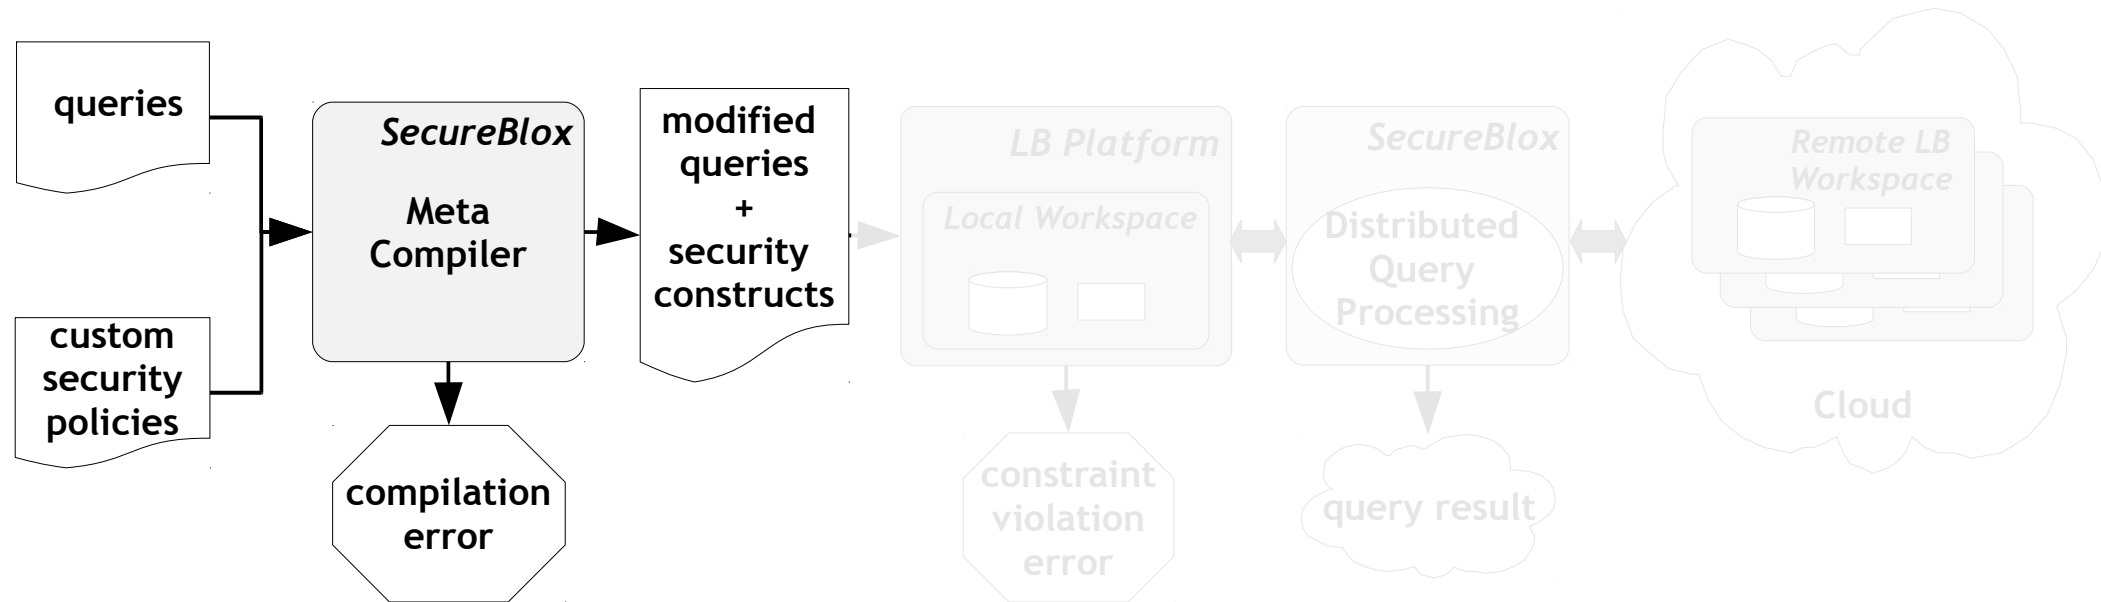 queries
custom
security
policies
SecureBlox
Meta
Compiler
compilation
error
modified
queries
+
security
constructs
LB Platform
Local Workspace
constraint
violation
error
SecureBlox
Distributed
Query
Processing
query result
Remote LB
Workspace
Cloud